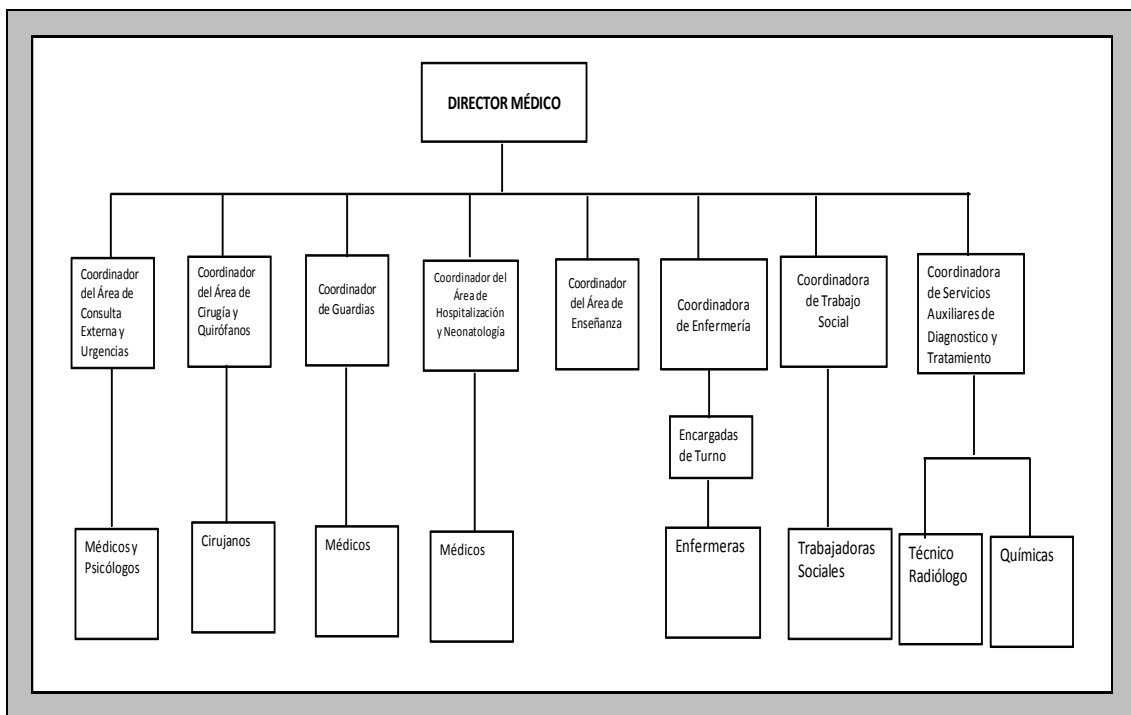 DIRECTOR MÉDICO
Coordinador
del Área de
Consulta
Externa y
Urgencias
Coordinador
del Área de
Cirugía y
Quirófanos
Coordinador
de Guardias
Coordinador del
Área de
Hospitalización
y Neonatología
Coordinador
del Área de
Enseñanza
Coordinadora
de Enfermería
Coordinadora
de Trabajo
Social
Coordinadora
de Servicios
Auxiliares de
Diagnostico y
Tratamiento
Encargadas
de Turno
Médicos y
Psicólogos
Cirujanos
Médicos
Médicos
Enfermeras
Trabajadoras
Sociales
Técnico
Radiólogo
Químicas